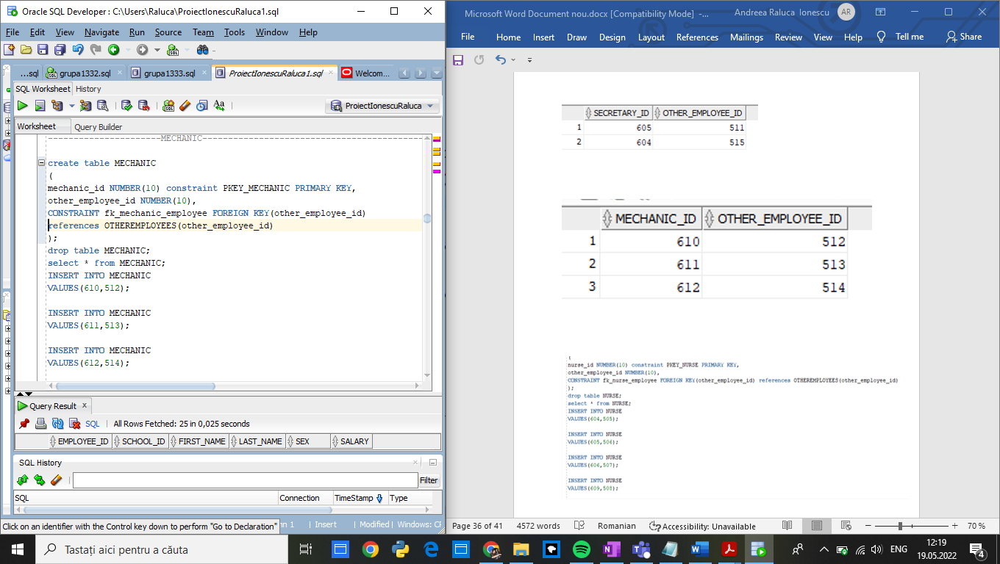 Oracle SQL Developer : C:\Users\Raluca\ProiectIonescuRaluca1.sql
File Edit View Navigate Run Source Team Tools Window Help
...sql grupa1332.sql grupa1333.sql ProiectIonescuRaluca1.sql Welcom...
SQL Worksheet History
ProiectIonescuRaluca
Worksheet Query Builder
MECHANIC
create table MECHANIC
(
mechanic_id NUMBER(10) constraint PKEY_MECHANIC PRIMARY KEY,
other_employee_id NUMBER(10),
CONSTRAINT fk_mechanic_employee FOREIGN KEY(other_employee_id)
references OTHEREMPLOYEES(other_employee_id)
);
drop table MECHANIC;
select * from MECHANIC;
INSERT INTO MECHANIC
VALUES(610,512);
INSERT INTO MECHANIC
VALUES(611,513);
INSERT INTO MECHANIC
VALUES(612,514);
Query Result x
SQL | All Rows Fetched: 25 in 0,025 seconds
EMPLOYEE_ID SCHOOL_ID FIRST_NAME LAST_NAME SEX SALARY
SQL History
Filter
SQL Connection TimeStamp Type
Click on an identifier with the Control key down to perform "Go to Declaration"
| Insert | Modified | Windows:
Microsoft Word Document nou.docx [Compatibility Mode] -...
Andreea Raluca Ionescu AR
File Home Insert Draw Design Layout References Mailings Review View Help Tell me Share
SECRETARY_ID OTHER_EMPLOYEE_ID
1 605 511
2 604 515
MECHANIC_ID OTHER_EMPLOYEE_ID
1 610 512
2 611 513
3 612 514
(
nurse_id NUMBER(10) constraint PKEY_NURSE PRIMARY KEY,
other_employee_id NUMBER(10),
CONSTRAINT fk_nurse_employee FOREIGN KEY(other_employee_id) references OTHEREMPLOYEES(other_employee_id)
);
drop table NURSE;
select * from NURSE;
INSERT INTO NURSE
VALUES(604,505);
INSERT INTO NURSE
VALUES(605,506);
INSERT INTO NURSE
VALUES(606,507);
INSERT INTO NURSE
VALUES(609,508);
Page 36 of 41 4572 words Romanian Accessibility: Unavailable 70 %
Tastați aici pentru a căuta
ENG
12:19
19.05.2022
4